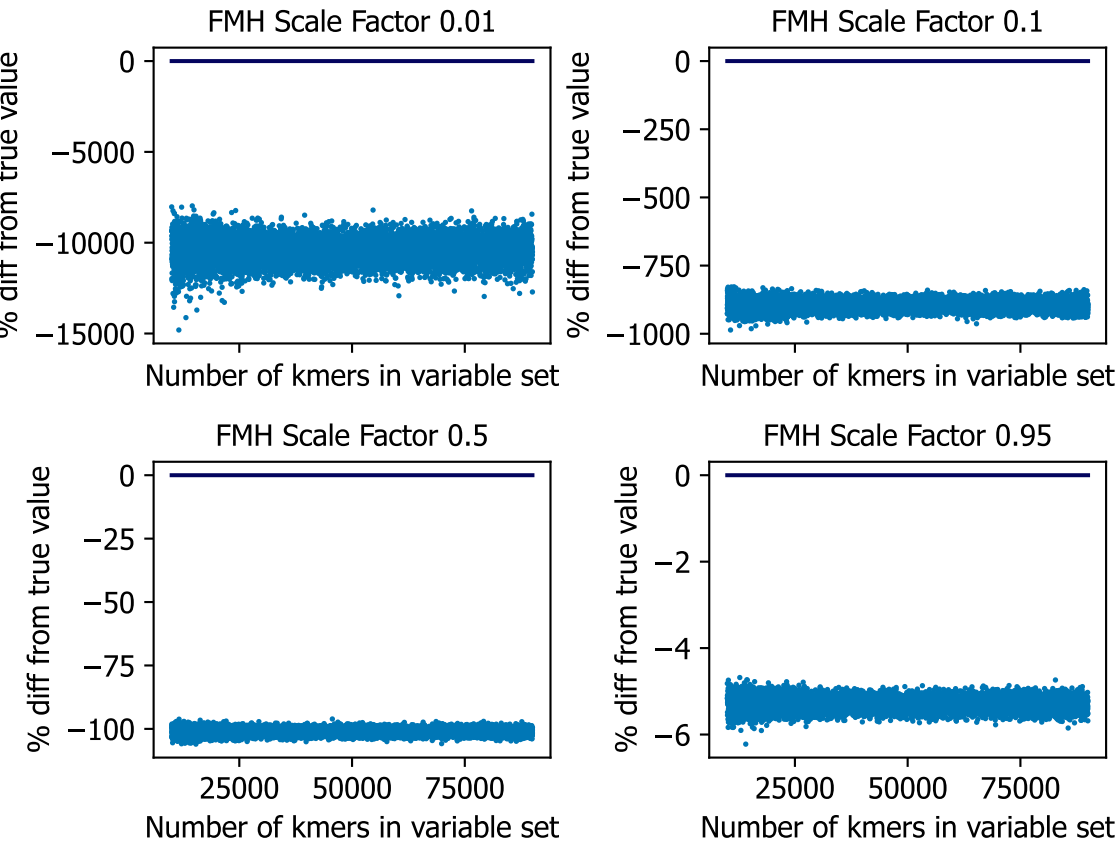 FMH Scale Factor 0.01
% diff from true value
0
−5000
−10000
−15000
Number of kmers in variable set
FMH Scale Factor 0.1
% diff from true value
0
−250
−500
−750
−1000
Number of kmers in variable set
FMH Scale Factor 0.5
% diff from true value
0
−25
−50
−75
−100
25000 50000 75000
Number of kmers in variable set
FMH Scale Factor 0.95
% diff from true value
0
−2
−4
−6
25000 50000 75000
Number of kmers in variable set